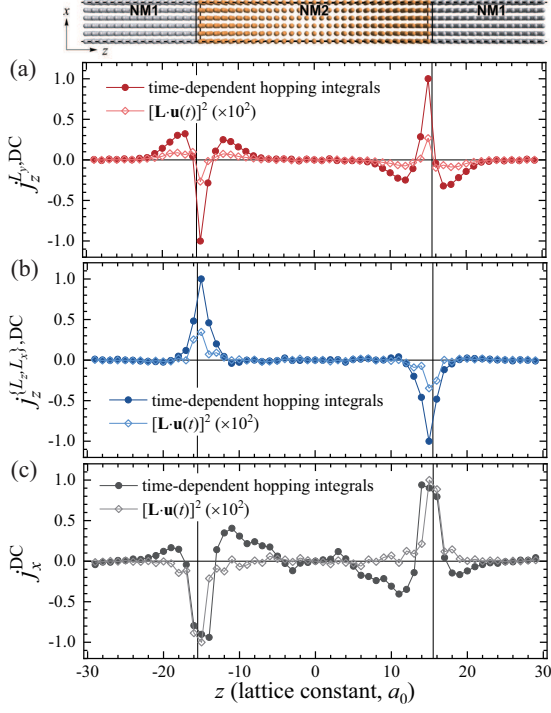 NM1 NM2 NM1
x
z
(a)
1.0
0.5
0.0
-0.5
-1.0
j_z^{L_y,DC}
time-dependent hopping integrals
[L·u(t)]² (×10²)
(b)
1.0
0.5
0.0
-0.5
-1.0
j_z^{{L_z,L_x},DC}
time-dependent hopping integrals
[L·u(t)]² (×10²)
(c)
1.0
0.5
0.0
-0.5
-1.0
j_x^{DC}
time-dependent hopping integrals
[L·u(t)]² (×10²)
-30 -20 -10 0 10 20 30
z (lattice constant, a₀)